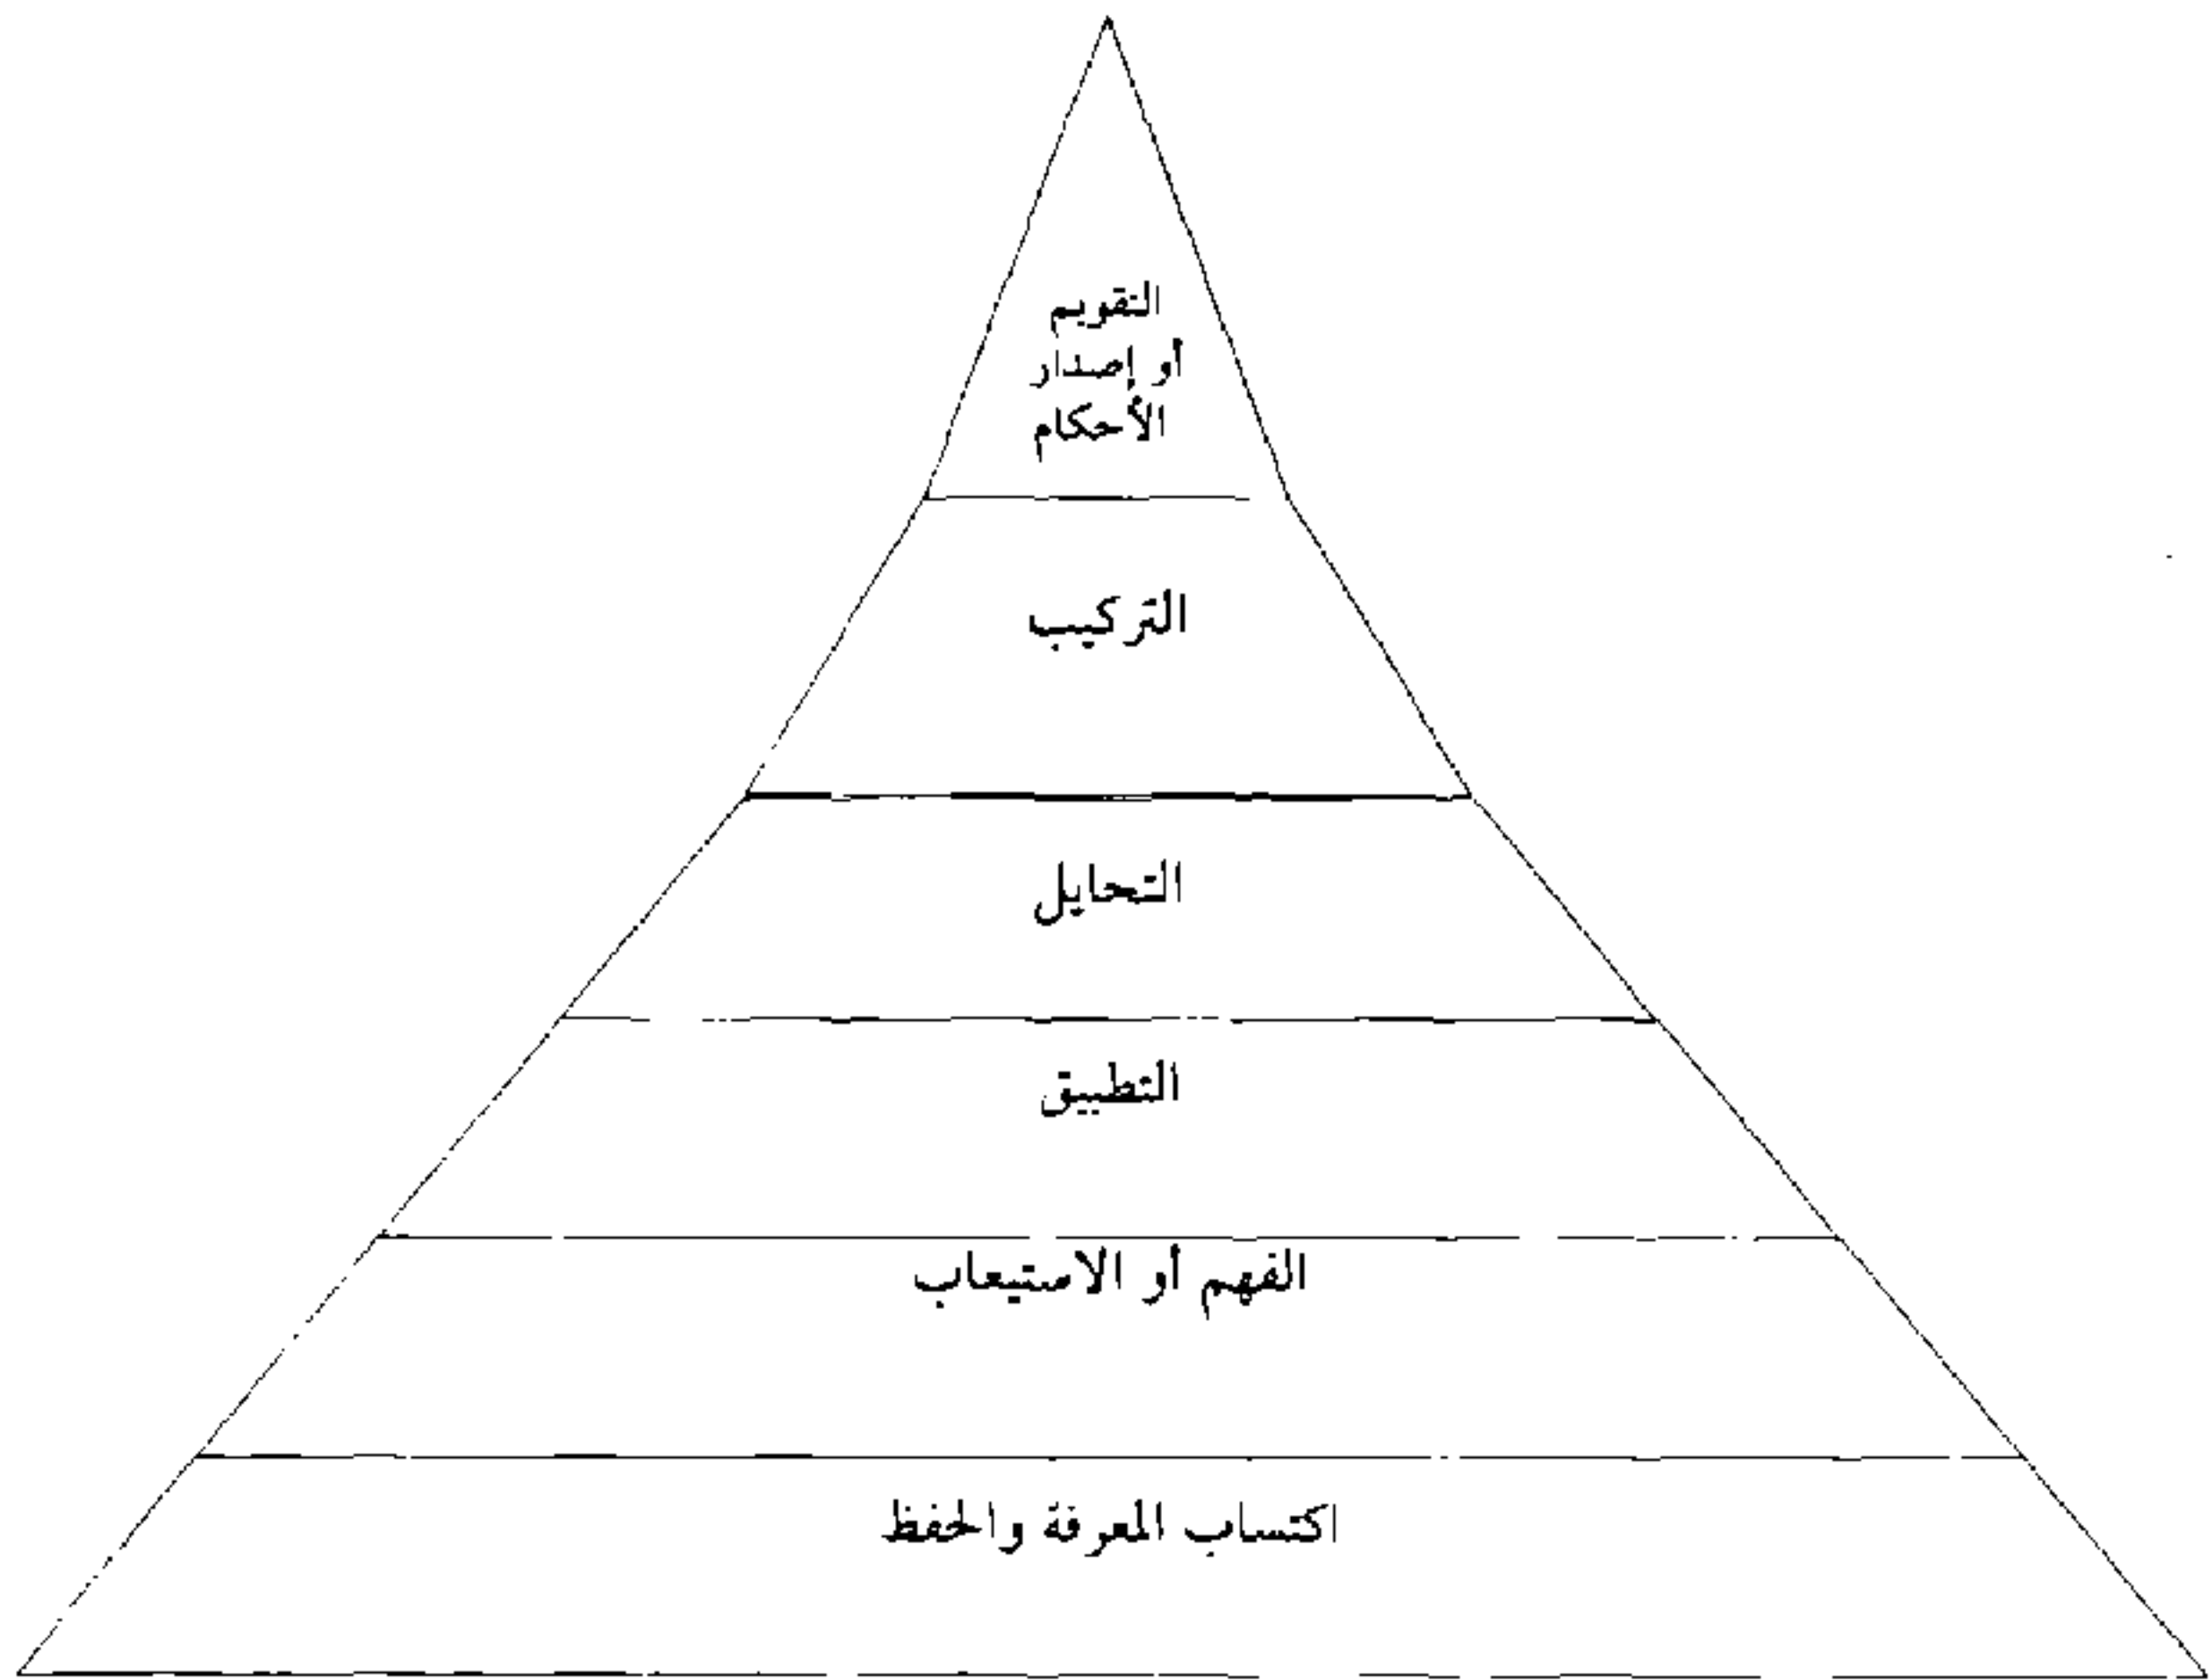 التقويم
أو إصدار
الأحكام
التركيب
التحليل
التطبيق
الفهم أو الاستيعاب
اكتساب المعرفة والحفظ